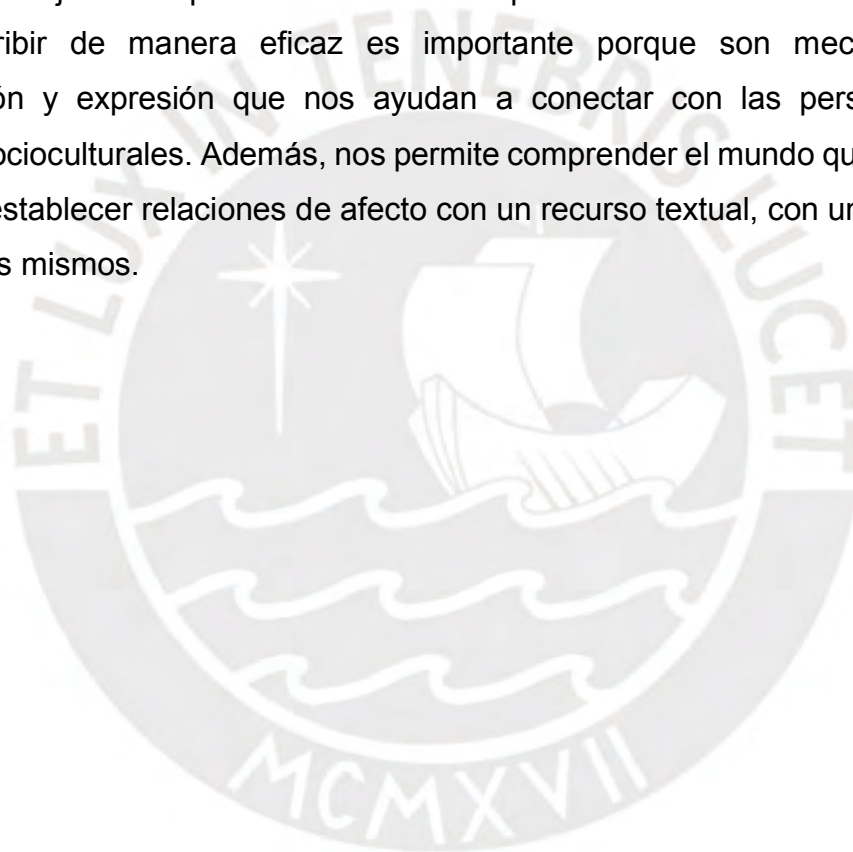 ribir de manera eficaz es importante porque son mec
ón y expresión que nos ayudan a conectar con las pers
ocioculturales. Además, nos permite comprender el mundo qu
establecer relaciones de afecto con un recurso textual, con ur
s mismos.
ET LUX IN TENEBRIS LUCET
MCMXVII